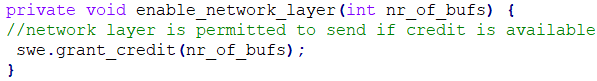 private void enable_network_layer(int nr_of_bufs) {
//network layer is permitted to send if credit is available
swe.grant_credit(nr_of_bufs);
}